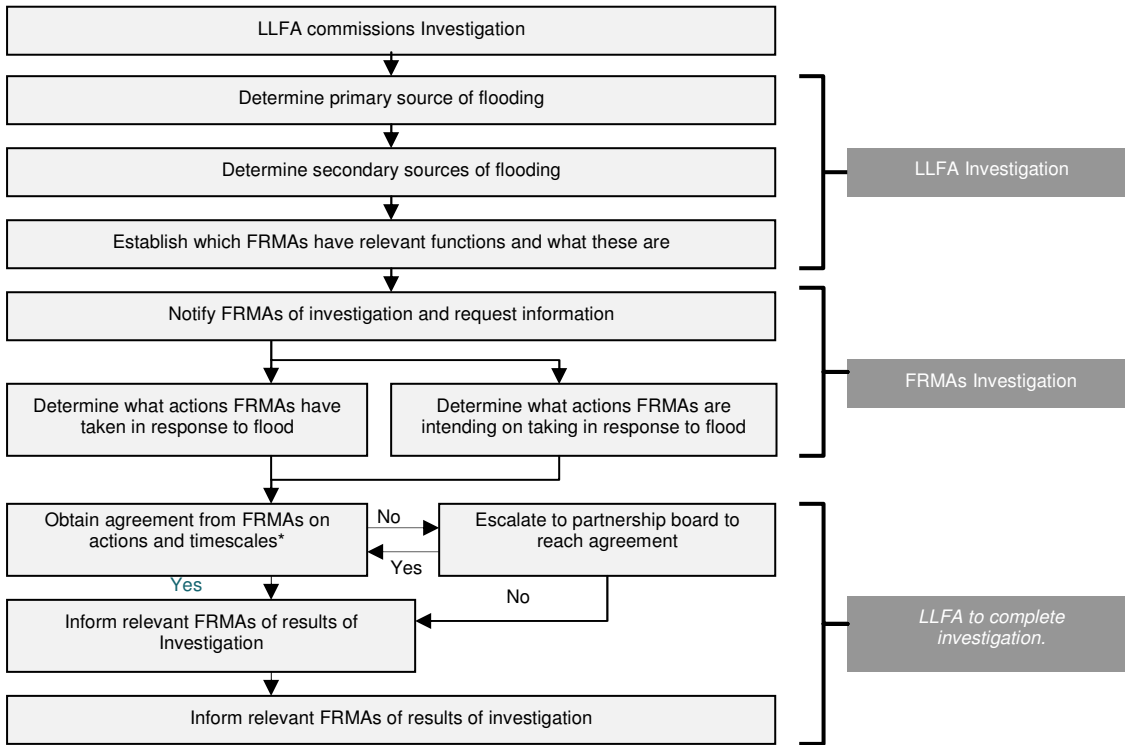 LLFA commissions Investigation
Determine primary source of flooding
Determine secondary sources of flooding
LLFA Investigation
Establish which FRMAs have relevant functions and what these are
Notify FRMAs of investigation and request information
FRMAs Investigation
Determine what actions FRMAs have
taken in response to flood
Determine what actions FRMAs are
intending on taking in response to flood
Obtain agreement from FRMAs on
actions and timescales*
No
Yes
Escalate to partnership board to
reach agreement
Yes
No
Inform relevant FRMAs of results of
Investigation
LLFA to complete
investigation.
Inform relevant FRMAs of results of investigation